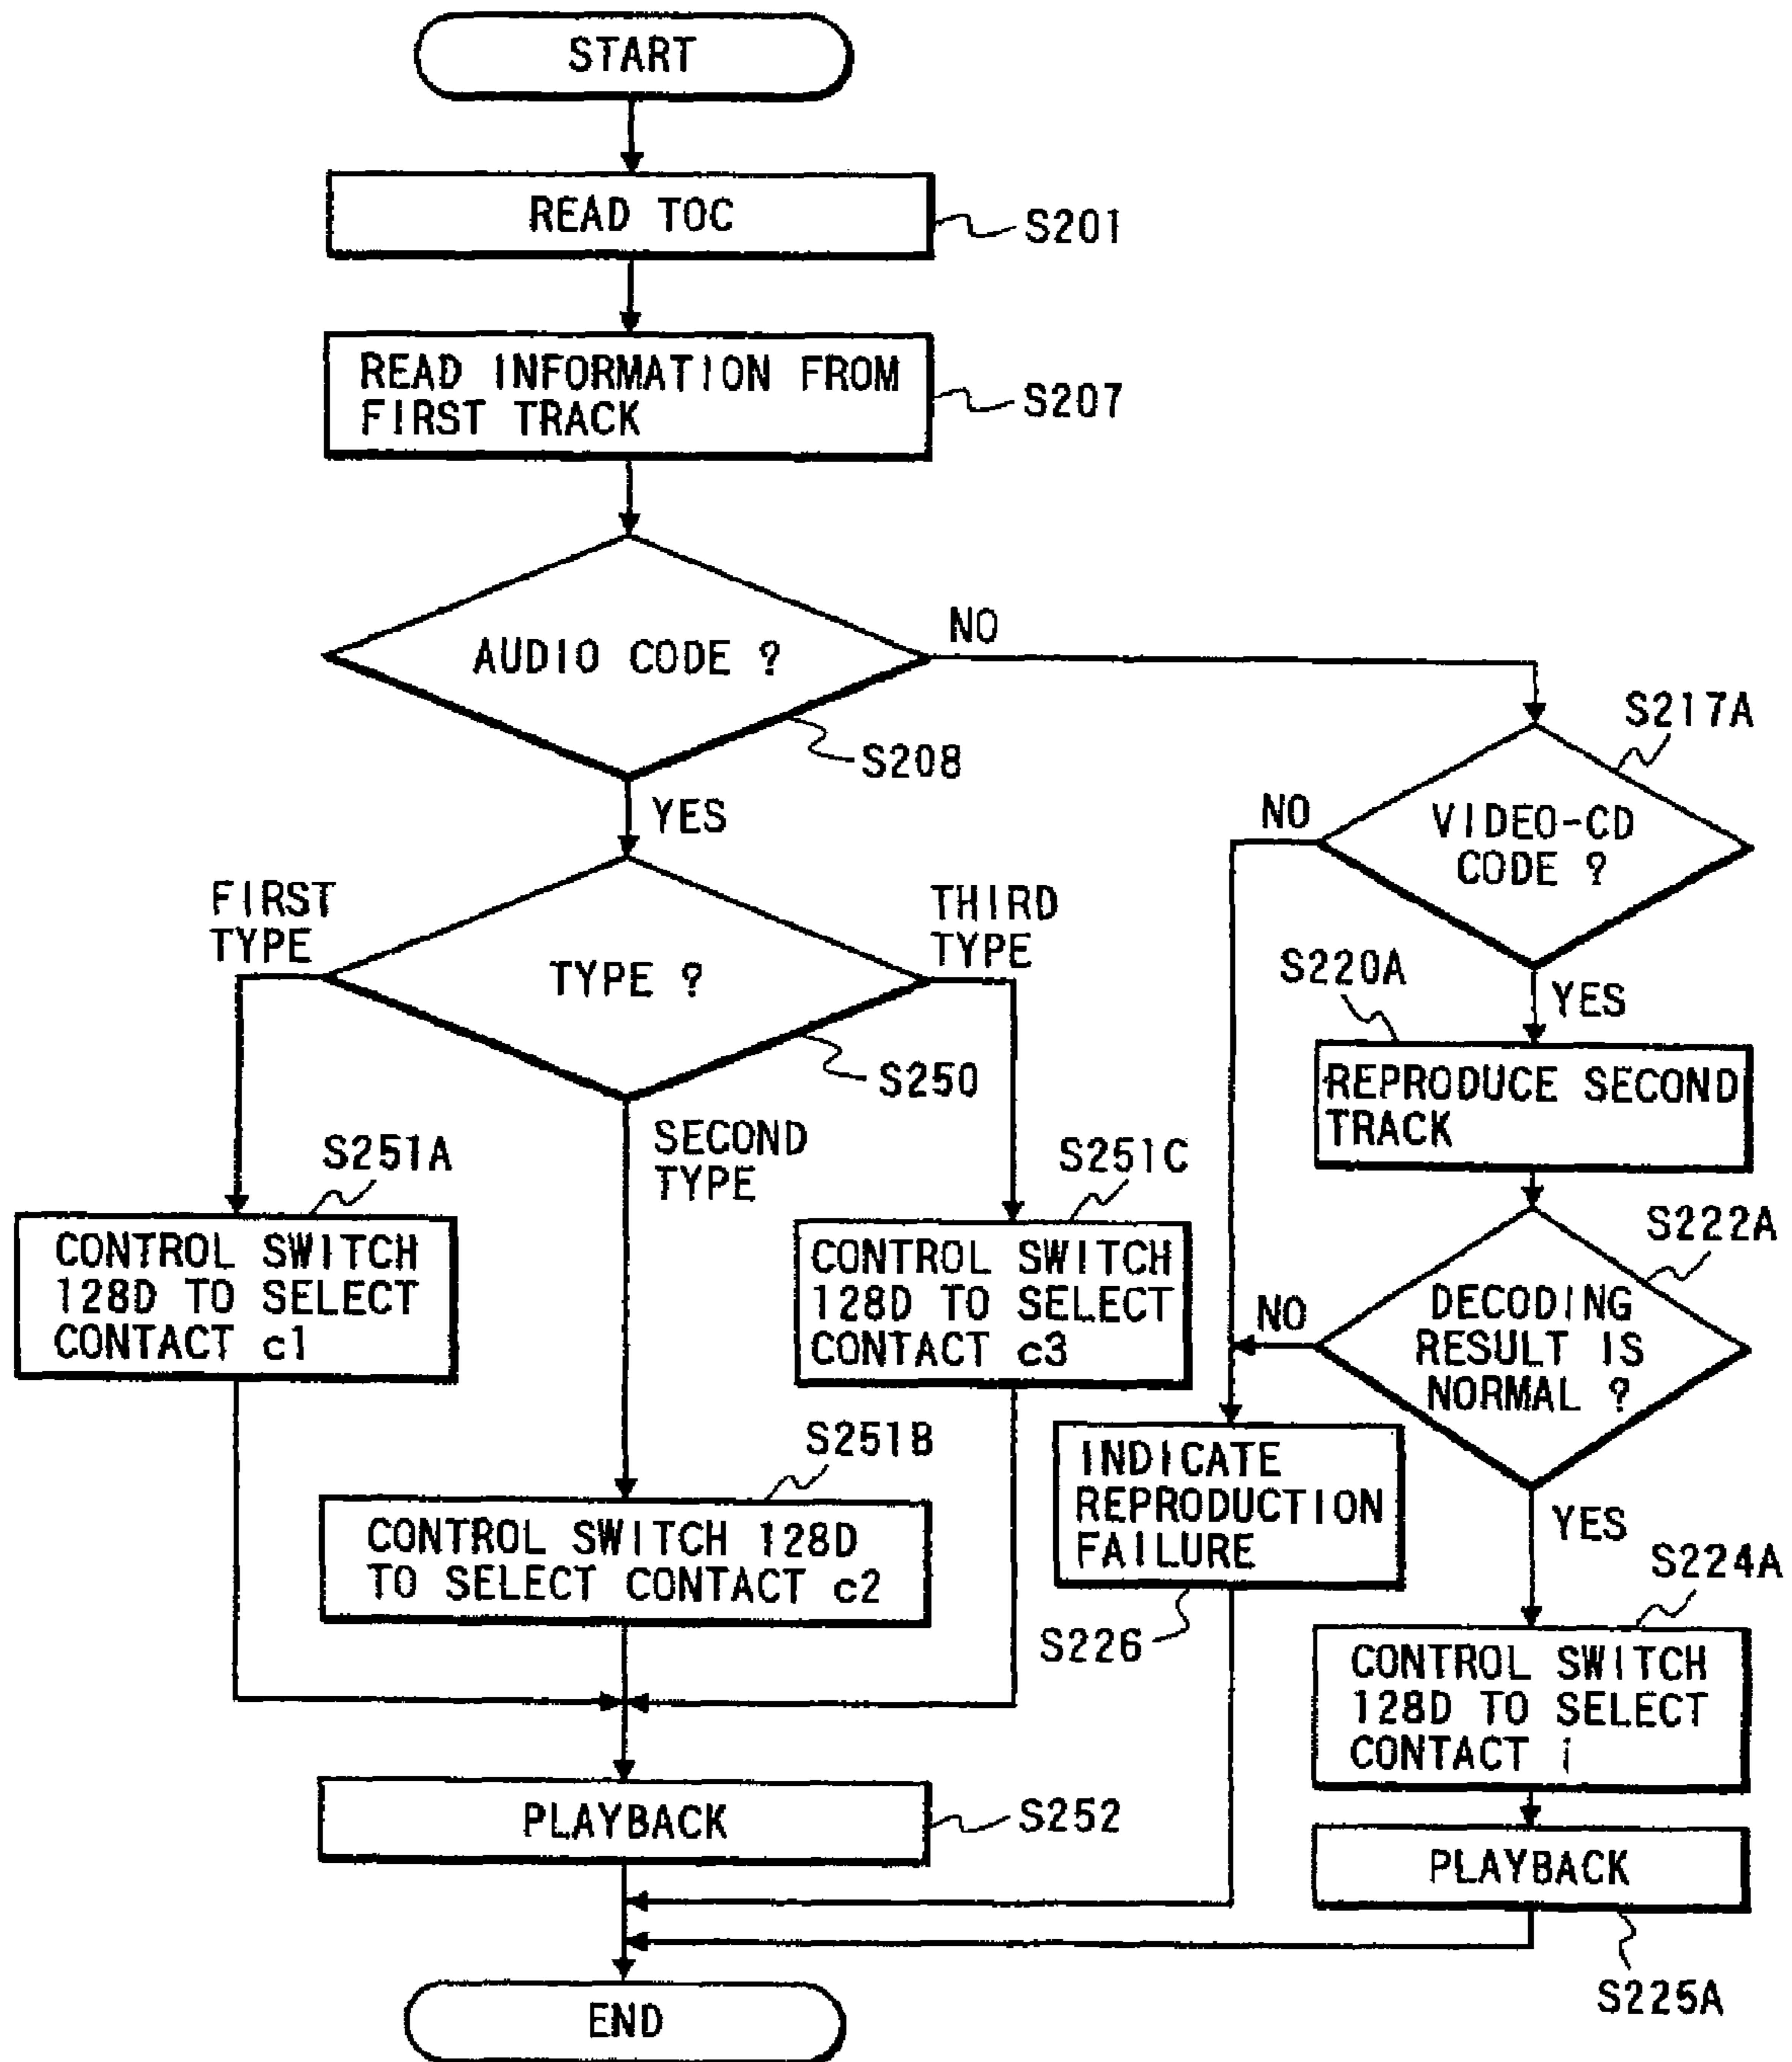 START
READ TOC
S201
READ INFORMATION FROM
FIRST TRACK
S207
AUDIO CODE ?
NO
S208
YES
S217A
VIDEO-CD
CODE ?
NO
YES
FIRST
TYPE
THIRD
TYPE
TYPE ?
S250
SECOND
TYPE
S220A
REPRODUCE SECOND
TRACK
S251A
CONTROL SWITCH
128D TO SELECT
CONTACT c1
S251C
CONTROL SWITCH
128D TO SELECT
CONTACT c3
S222A
DECODING
RESULT IS
NORMAL ?
NO
YES
S251B
CONTROL SWITCH 128D
TO SELECT CONTACT c2
INDICATE
REPRODUCTION
FAILURE
S226
S224A
CONTROL SWITCH
128D TO SELECT
CONTACT i
PLAYBACK
S252
PLAYBACK
S225A
END